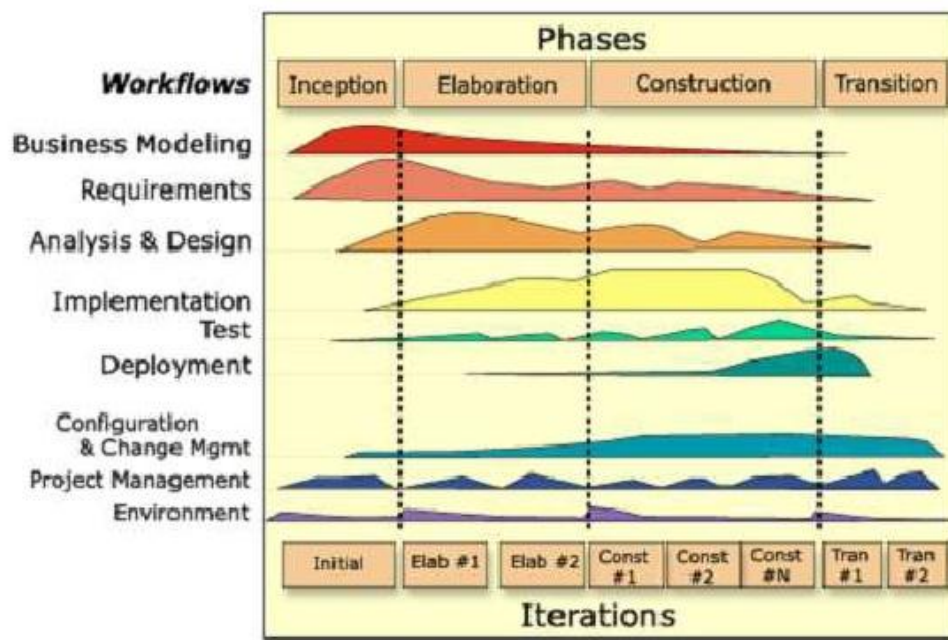 Phases
Workflows
Inception
Elaboration
Construction
Transition
Business Modeling
Requirements
Analysis & Design
Implementation
Test
Deployment
Configuration
& Change Mgmt
Project Management
Environment
Initial
Elab #1
Elab #2
Const
#1
Const
#2
Const
#N
Tran
#1
Tran
#2
Iterations